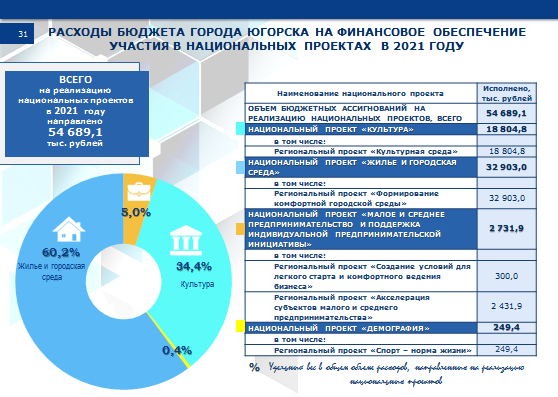 31
РАСХОДЫ БЮДЖЕТА ГОРОДА ЮГОРСКА НА ФИНАНСОВОЕ ОБЕСПЕЧЕНИЕ
УЧАСТИЯ В НАЦИОНАЛЬНЫХ ПРОЕКТАХ В 2021 ГОДУ
ВСЕГО
на реализацию
национальных проектов
в 2021 году
направлено
54 689,1
тыс. рублей
5,0%
60,2%
Жилье и городская
среда
34,4%
Культура
0,4%
Наименование национального проекта
Исполнено,
тыс. рублей
ОБЪЕМ БЮДЖЕТНЫХ АССИГНОВАНИЙ НА
РЕАЛИЗАЦИЮ НАЦИОНАЛЬНЫХ ПРОЕКТОВ, ВСЕГО
54 689,1
НАЦИОНАЛЬНЫЙ ПРОЕКТ «КУЛЬТУРА»
18 804,8
в том числе:
Региональный проект «Культурная среда»
18 804,8
НАЦИОНАЛЬНЫЙ ПРОЕКТ «ЖИЛЬЕ И ГОРОДСКАЯ
СРЕДА»
32 903,0
в том числе:
Региональный проект «Формирование
комфортной городской среды»
32 903,0
НАЦИОНАЛЬНЫЙ ПРОЕКТ «МАЛОЕ И СРЕДНЕЕ
ПРЕДПРИНИМАТЕЛЬСТВО И ПОДДЕРЖКА
ИНДИВИДУАЛЬНОЙ ПРЕДПРИНИМАТЕЛЬСКОЙ
ИНИЦИАТИВЫ»
2 731,9
в том числе:
Региональный проект «Создание условий для
легкого старта и комфортного ведения
бизнеса»
300,0
Региональный проект «Акселерация
субъектов малого и среднего
предпринимательства»
2 431,9
НАЦИОНАЛЬНЫЙ ПРОЕКТ «ДЕМОГРАФИЯ»
249,4
в том числе:
Региональный проект «Спорт – норма жизни»
249,4
% Удельный вес в общем объеме расходов, направленных на реализацию
национальных проектов